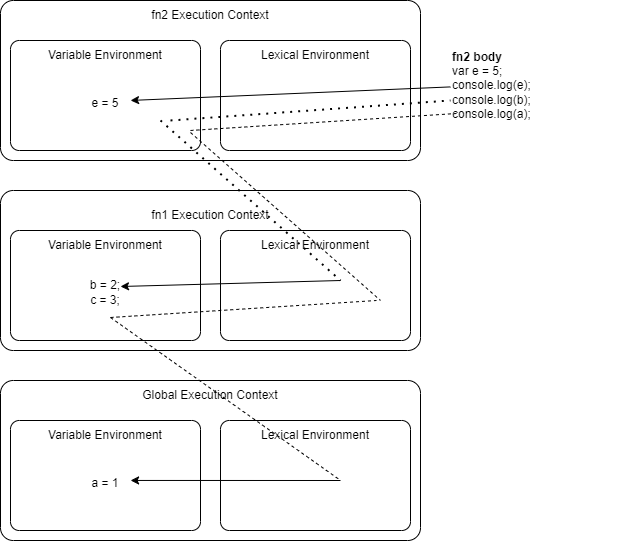 fn2 Execution Context
Variable Environment
Lexical Environment
e = 5
fn2 body
var e = 5;
console.log(e);
console.log(b);
console.log(a);
fn1 Execution Context
Variable Environment
Lexical Environment
b = 2;
c = 3;
Global Execution Context
Variable Environment
Lexical Environment
a = 1